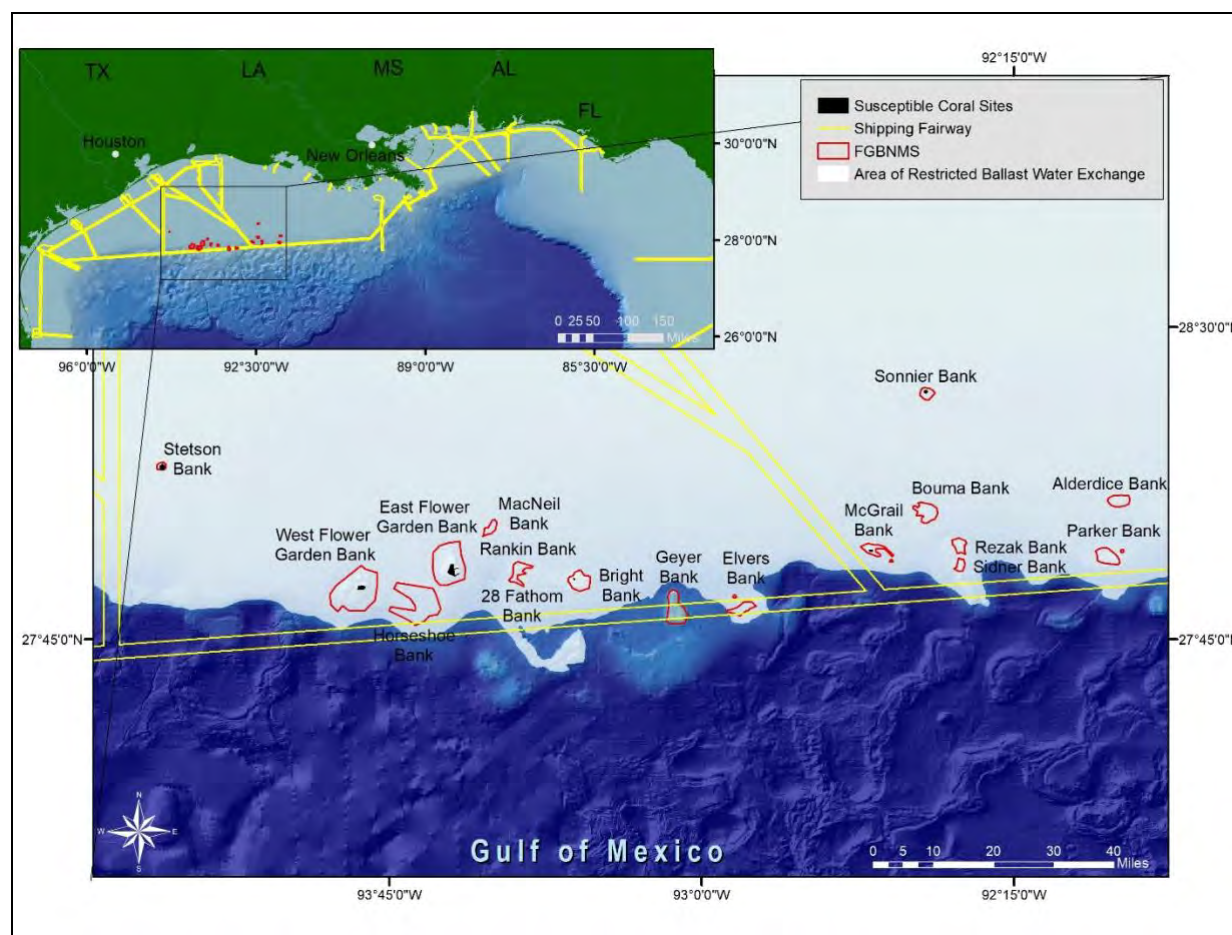 TX
LA
MS
AL
FL
Houston
New Orleans
30°0'0"N
28°0'0"N
26°0'0"N
0 25 50 100 150
Miles
96°0'0"W
92°30'0"W
89°0'0"W
85°30'0"W
92°15'0"W
Susceptible Coral Sites
Shipping Fairway
FGBNMS
Area of Restricted Ballast Water Exchange
28°30'0"N
Sonnier Bank
Stetson
Bank
East Flower
Garden Bank
MacNeil
Bank
West Flower
Garden Bank
Rankin Bank
28 Fathom
Bank
Bright
Bank
Horseshoe
Bank
Geyer
Bank
Elvers
Bank
McGrail
Bank
Bouma Bank
Alderdice Bank
Rezak Bank
Sidner Bank
Parker Bank
27°45'0"N
27°45'0"N
N
W
E
S
Gulf of Mexico
0 5 10 20 30 40
Miles
93°45'0"W
93°0'0"W
92°15'0"W